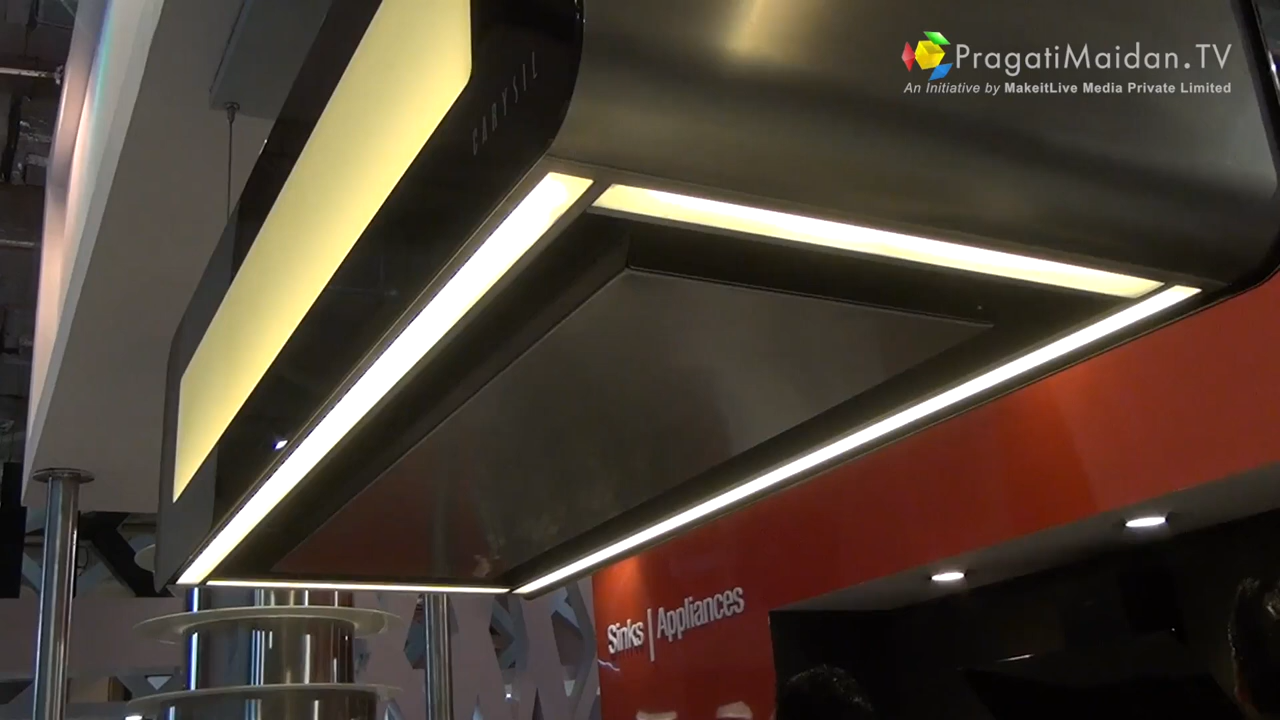 PragatiMaidan.TV
An Initiative by MakeitLive Media Private Limited
CARYSIL
Sinks | Appliances